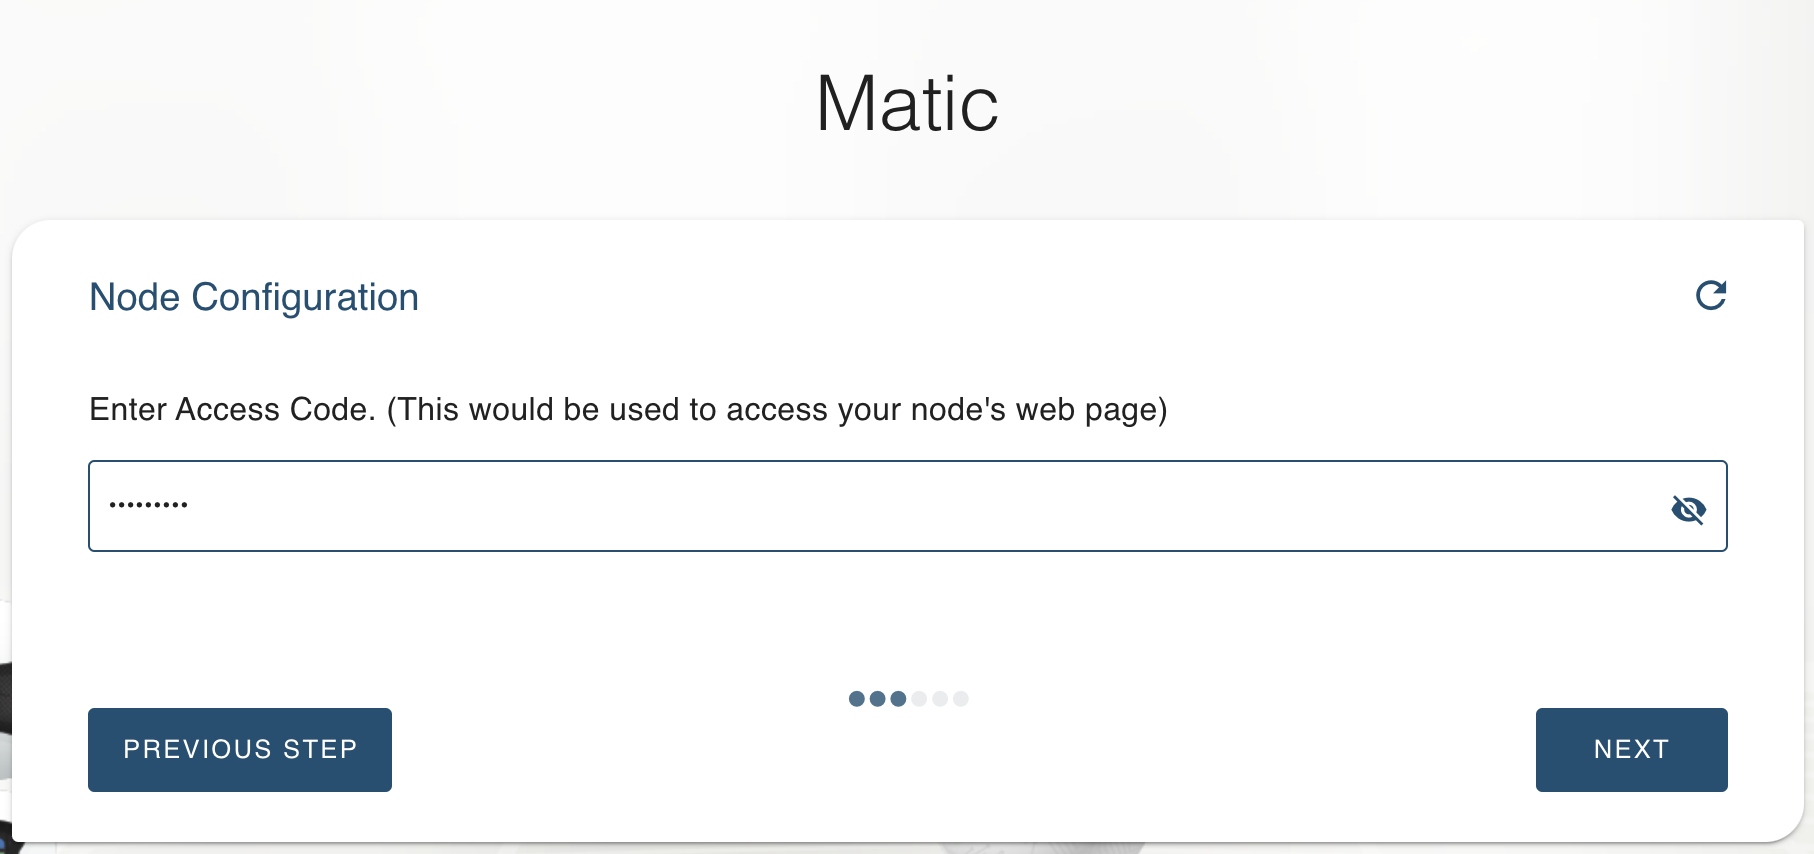 Matic
Node Configuration
Enter Access Code. (This would be used to access your node's web page)
•••••••••
PREVIOUS STEP
NEXT